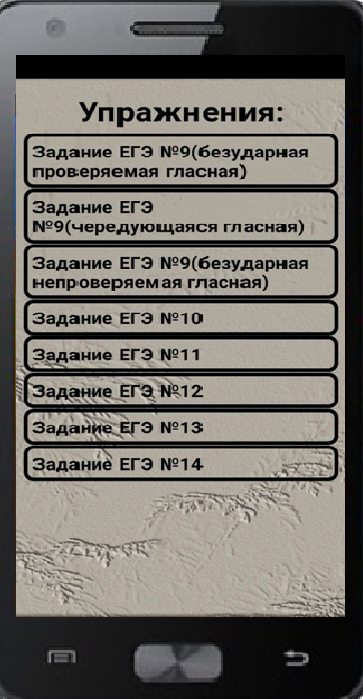 Упражнения:
Задание ЕГЭ №9(безударная
проверяемая гласная)
Задание ЕГЭ
№9(чередующаяся гласная)
Задание ЕГЭ №9(безударная
непроверяемая гласная)
Задание ЕГЭ №10
Задание ЕГЭ №11
Задание ЕГЭ №12
Задание ЕГЭ №13
Задание ЕГЭ №14